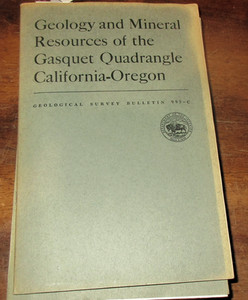 Geology and Mineral
Resources of the
Gasquet Quadrangle
California-Oregon
GEOLOGICAL SURVEY BULLETIN